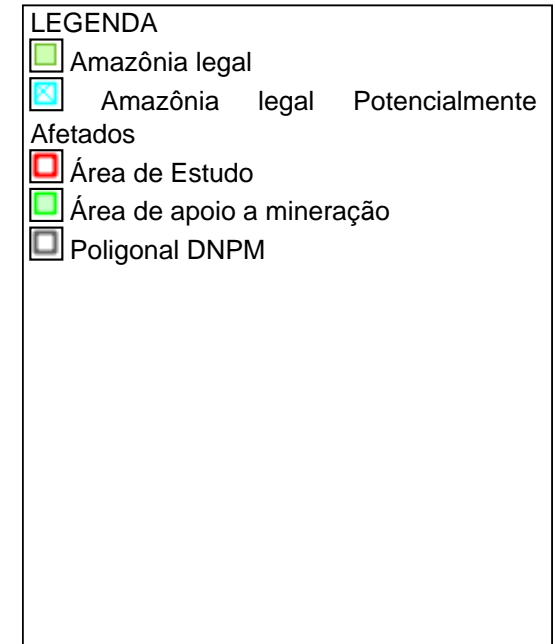 LEGENDA
Amazônia legal
Amazônia legal Potencialmente
Afetados
Área de Estudo
Área de apoio a mineração
Poligonal DNPM